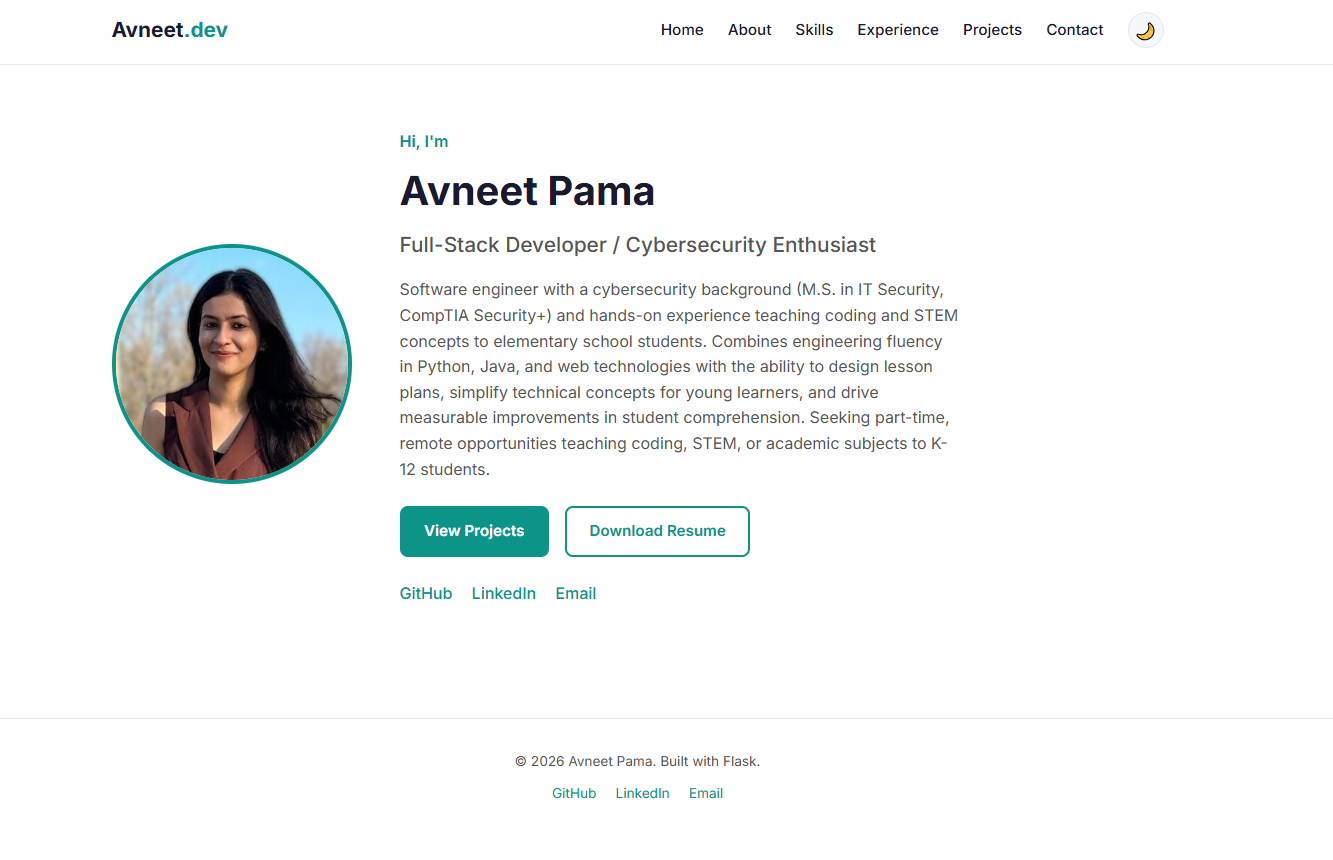 Avneet.dev
Home About Skills Experience Projects Contact
Hi, I'm
Avneet Pama
Full-Stack Developer / Cybersecurity Enthusiast
Software engineer with a cybersecurity background (M.S. in IT Security,
CompTIA Security+) and hands-on experience teaching coding and STEM
concepts to elementary school students. Combines engineering fluency
in Python, Java, and web technologies with the ability to design lesson
plans, simplify technical concepts for young learners, and drive
measurable improvements in student comprehension. Seeking part-time,
remote opportunities teaching coding, STEM, or academic subjects to K-
12 students.
View Projects Download Resume
GitHub LinkedIn Email
© 2026 Avneet Pama. Built with Flask.
GitHub LinkedIn Email